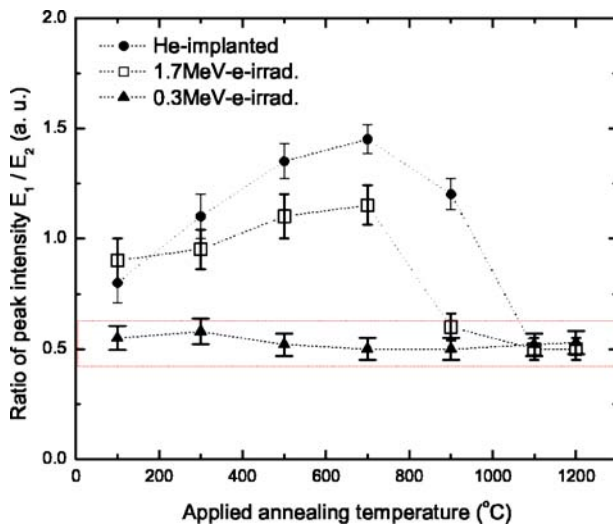 2.0
1.5
1.0
0.5
0.0
Ratio of peak intensity E₁ / E₂ (a. u.)
He-implanted
1.7MeV-e-irrad.
0.3MeV-e-irrad.
0 200 400 600 800 1000 1200
Applied annealing temperature (°C)